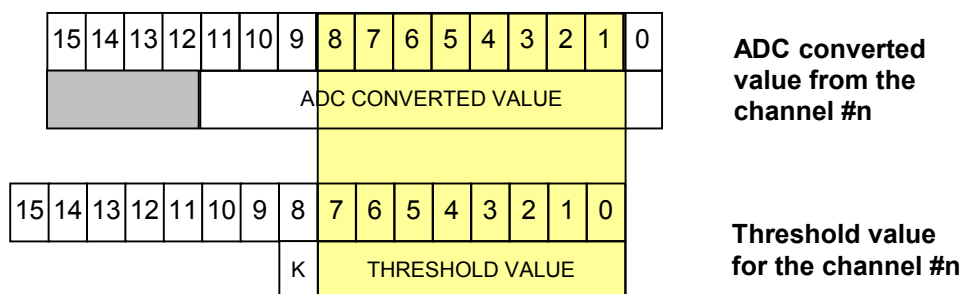 15 14 13 12 11 10 9 8 7 6 5 4 3 2 1 0
ADC CONVERTED VALUE
ADC converted
value from the
channel #n
15 14 13 12 11 10 9 8 7 6 5 4 3 2 1 0
K THRESHOLD VALUE
Threshold value
for the channel #n